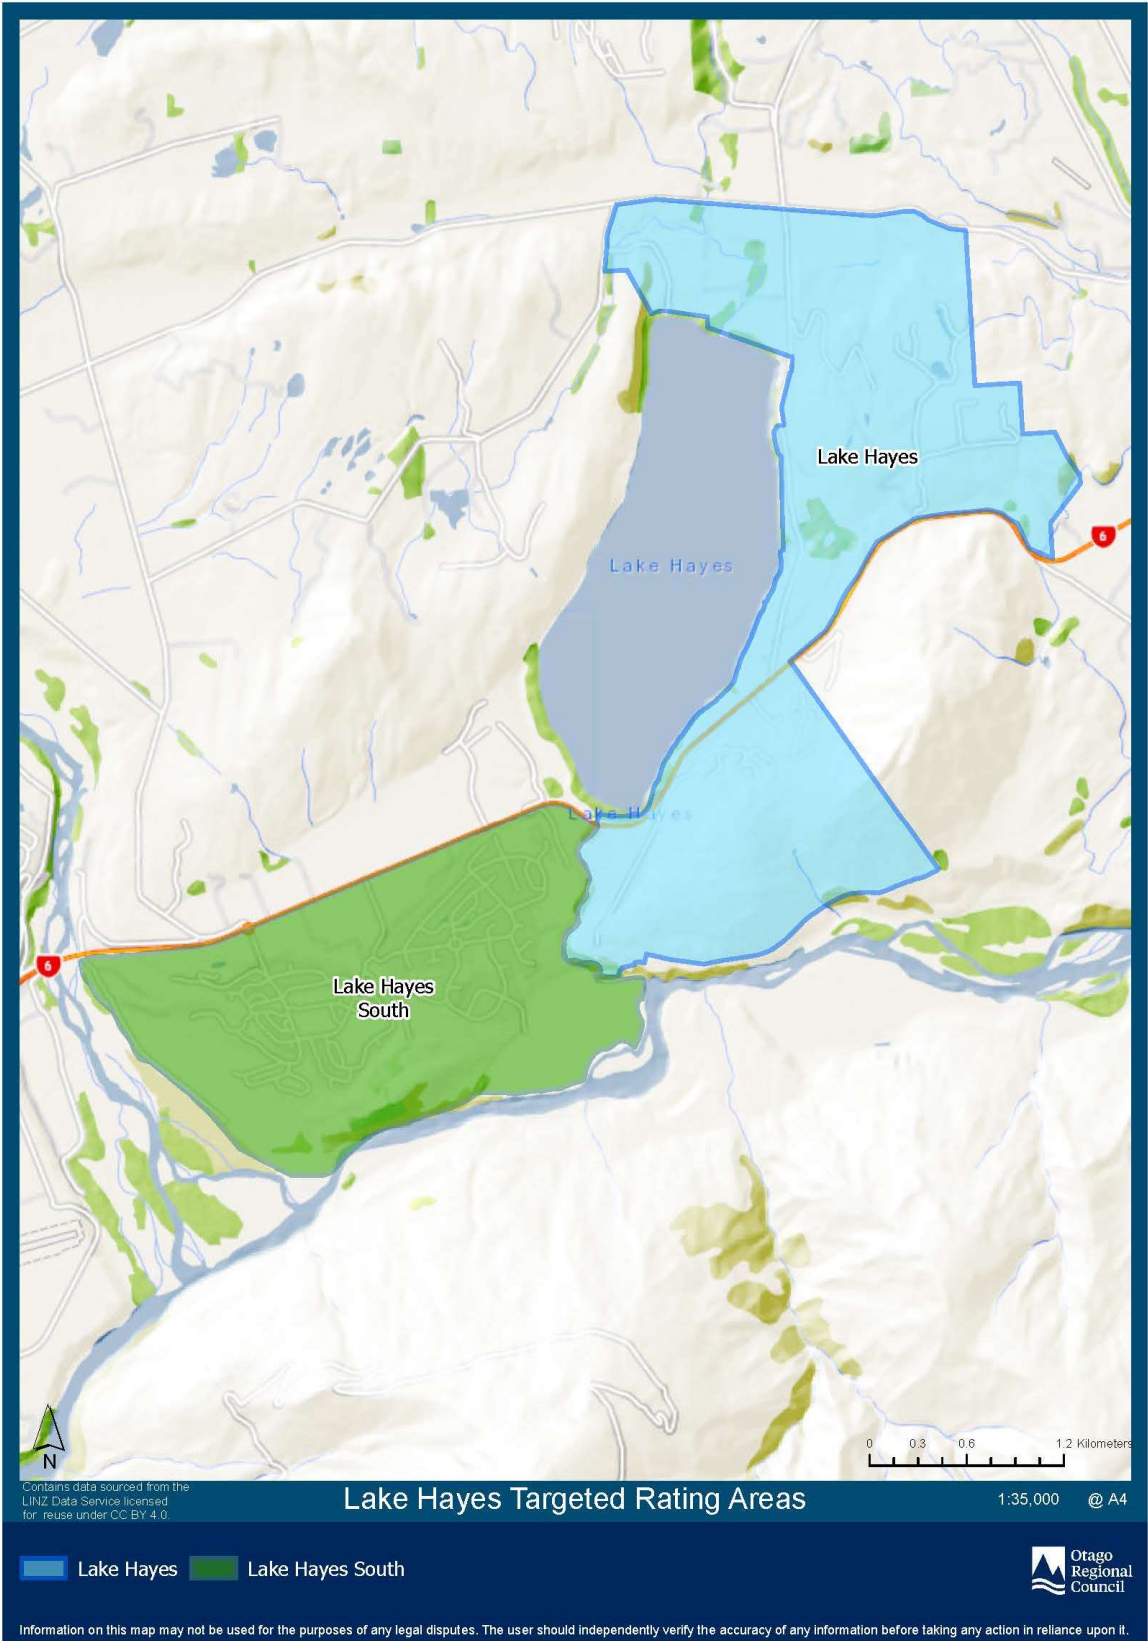 Lake Hayes
6
Lake Hayes
Lake Hayes
6
Lake Hayes
South
N
0 0.3 0.6 1.2 Kilometers
Contains data sourced from the
LINZ Data Service licensed
for reuse under CC BY 4.0.
Lake Hayes Targeted Rating Areas
1:35,000 @ A4
Lake Hayes Lake Hayes South
Otago
Regional
Council
Information on this map may not be used for the purposes of any legal disputes. The user should independently verify the accuracy of any information before taking any action in reliance upon it.